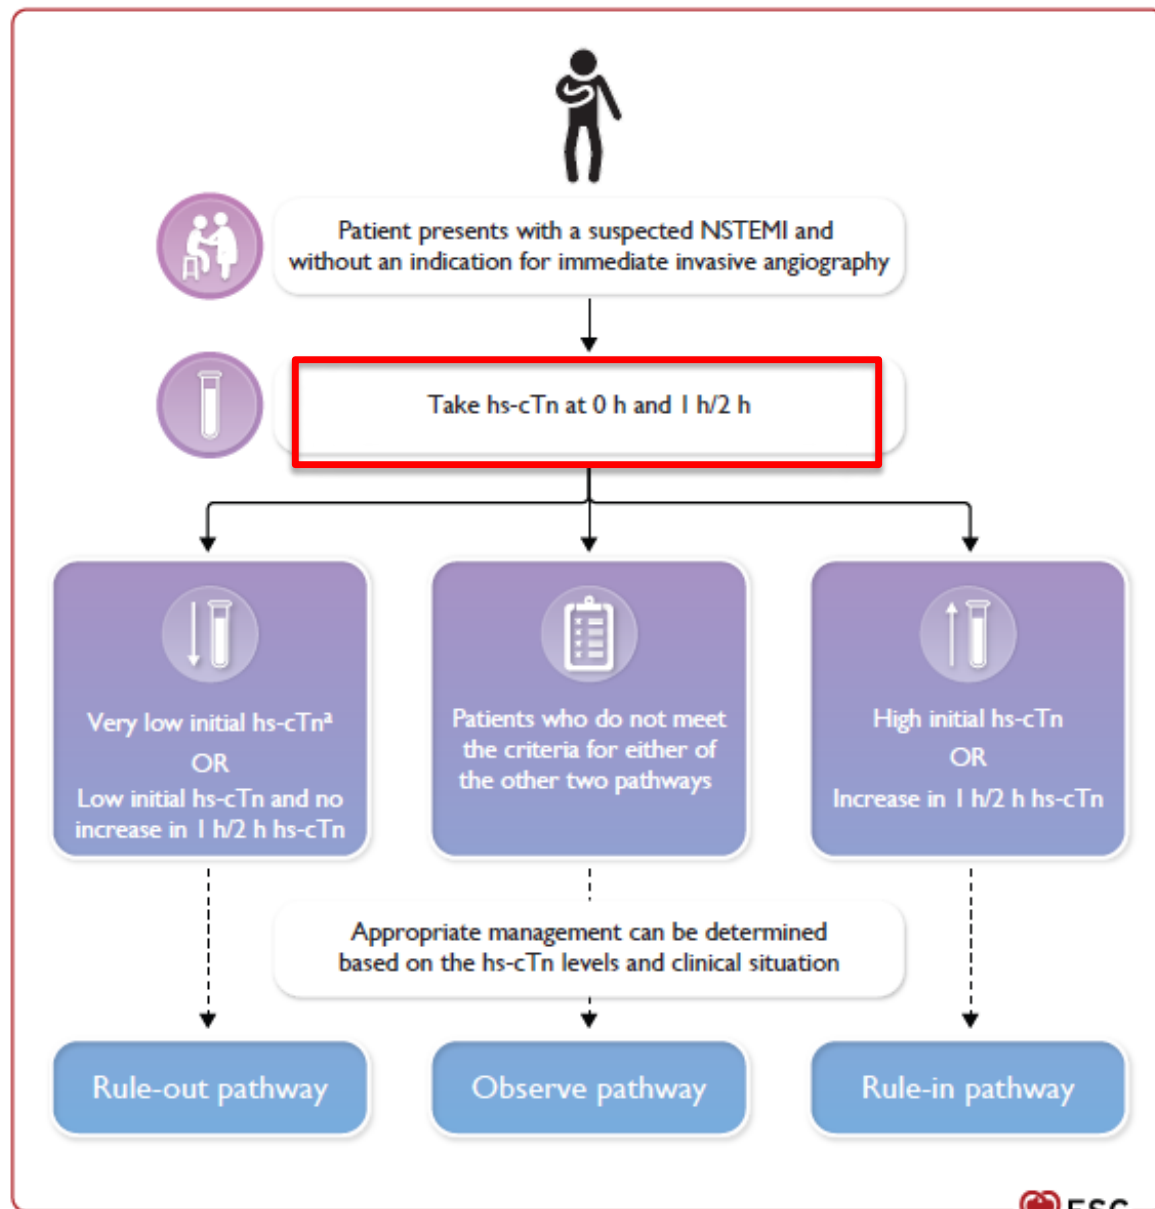 Patient presents with a suspected NSTEMI and
without an indication for immediate invasive angiography
Take hs-cTn at 0 h and 1 h/2 h
Very low initial hs-cTnᵃ
OR
Low initial hs-cTn and no
increase in 1 h/2 h hs-cTn
Patients who do not meet
the criteria for either of
the other two pathways
High initial hs-cTn
OR
Increase in 1 h/2 h hs-cTn
Appropriate management can be determined
based on the hs-cTn levels and clinical situation
Rule-out pathway
Observe pathway
Rule-in pathway
ESC